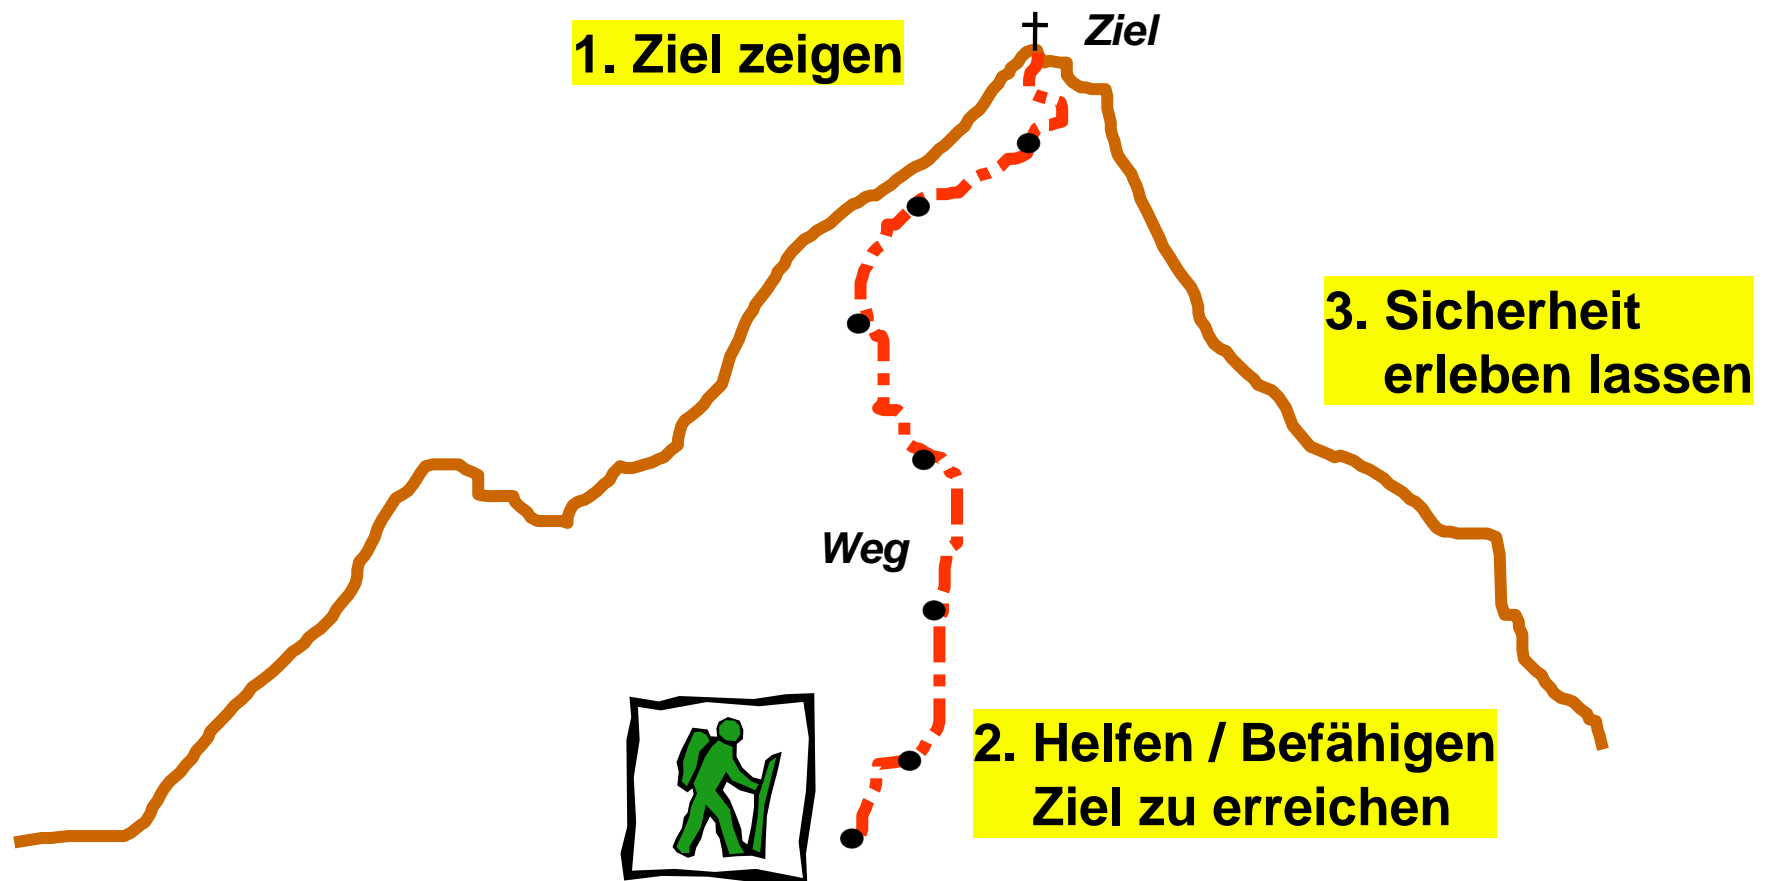 Ziel
1. Ziel zeigen
3. Sicherheit
erleben lassen
Weg
2. Helfen / Befähigen
Ziel zu erreichen